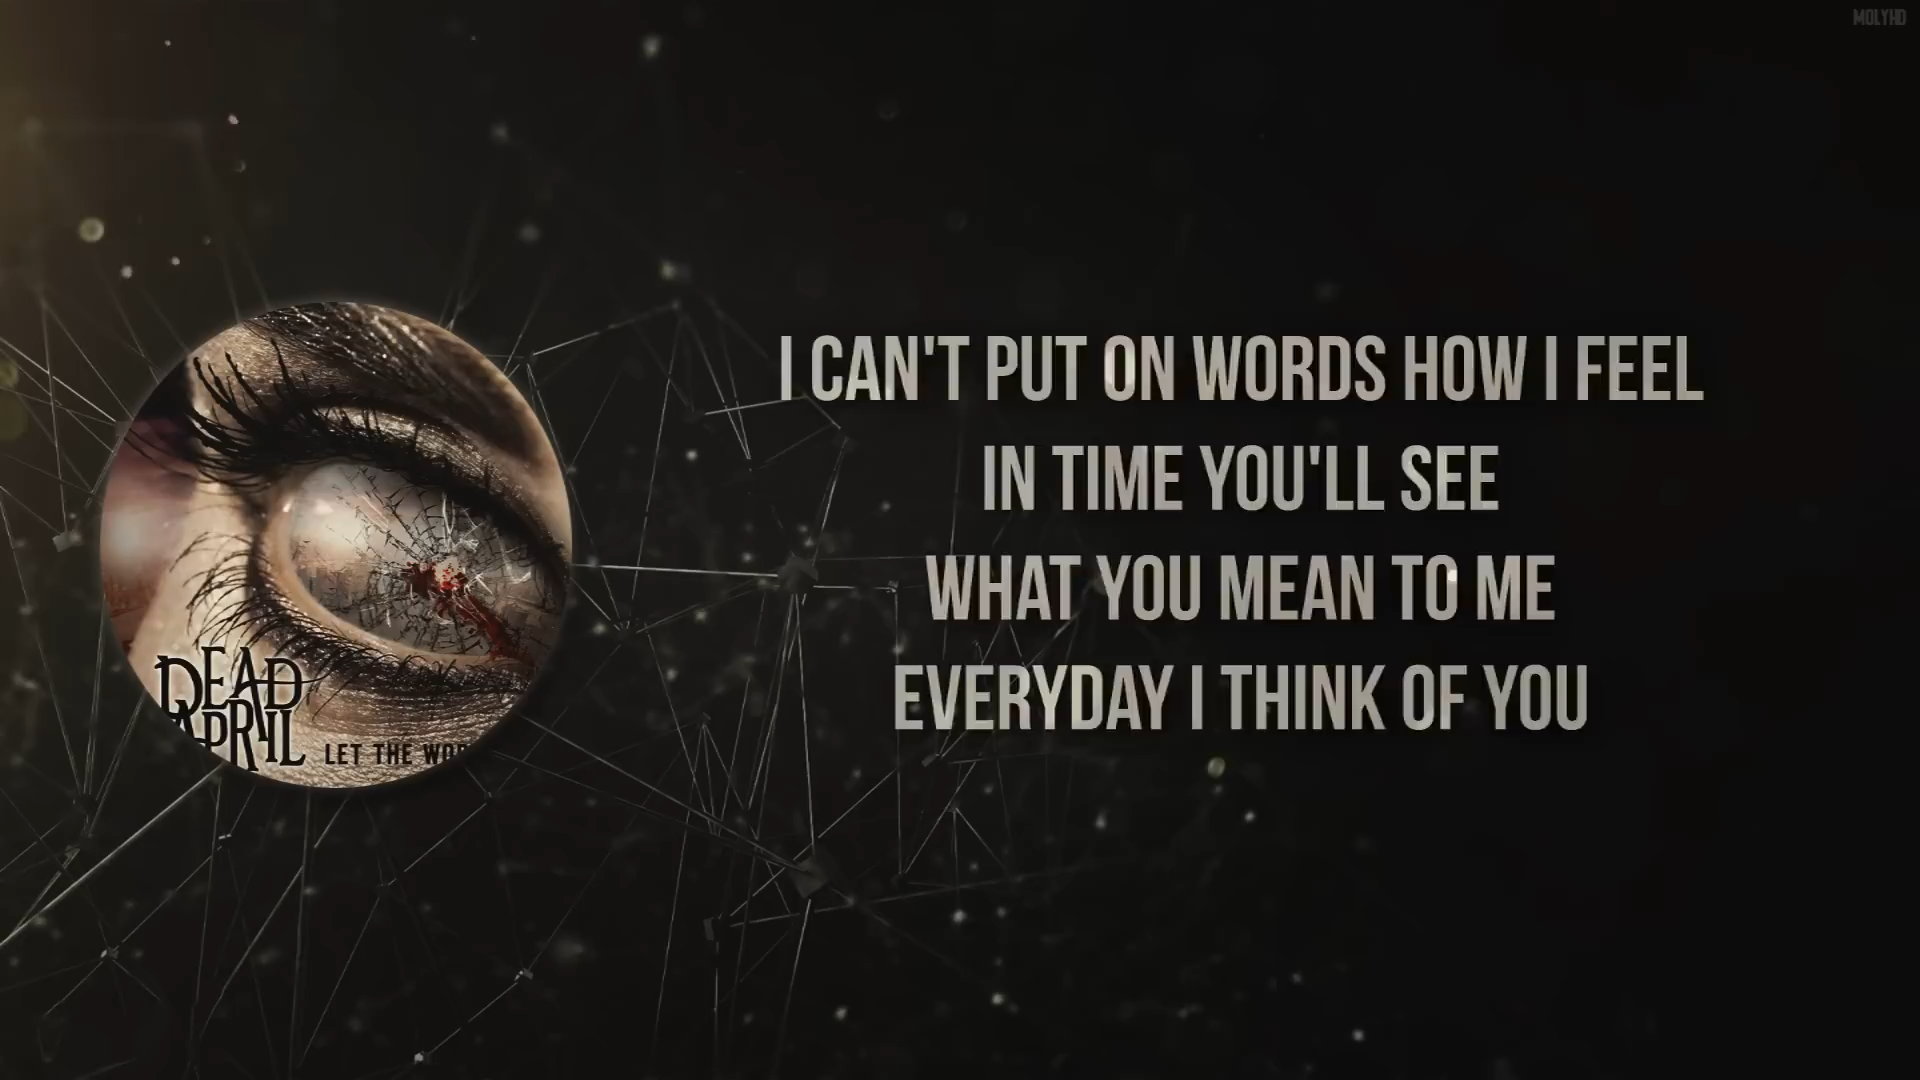 MOLYHD
I CAN'T PUT ON WORDS HOW I FEEL
IN TIME YOU'LL SEE
WHAT YOU MEAN TO ME
EVERYDAY I THINK OF YOU
DEAD
APRIL
LET THE